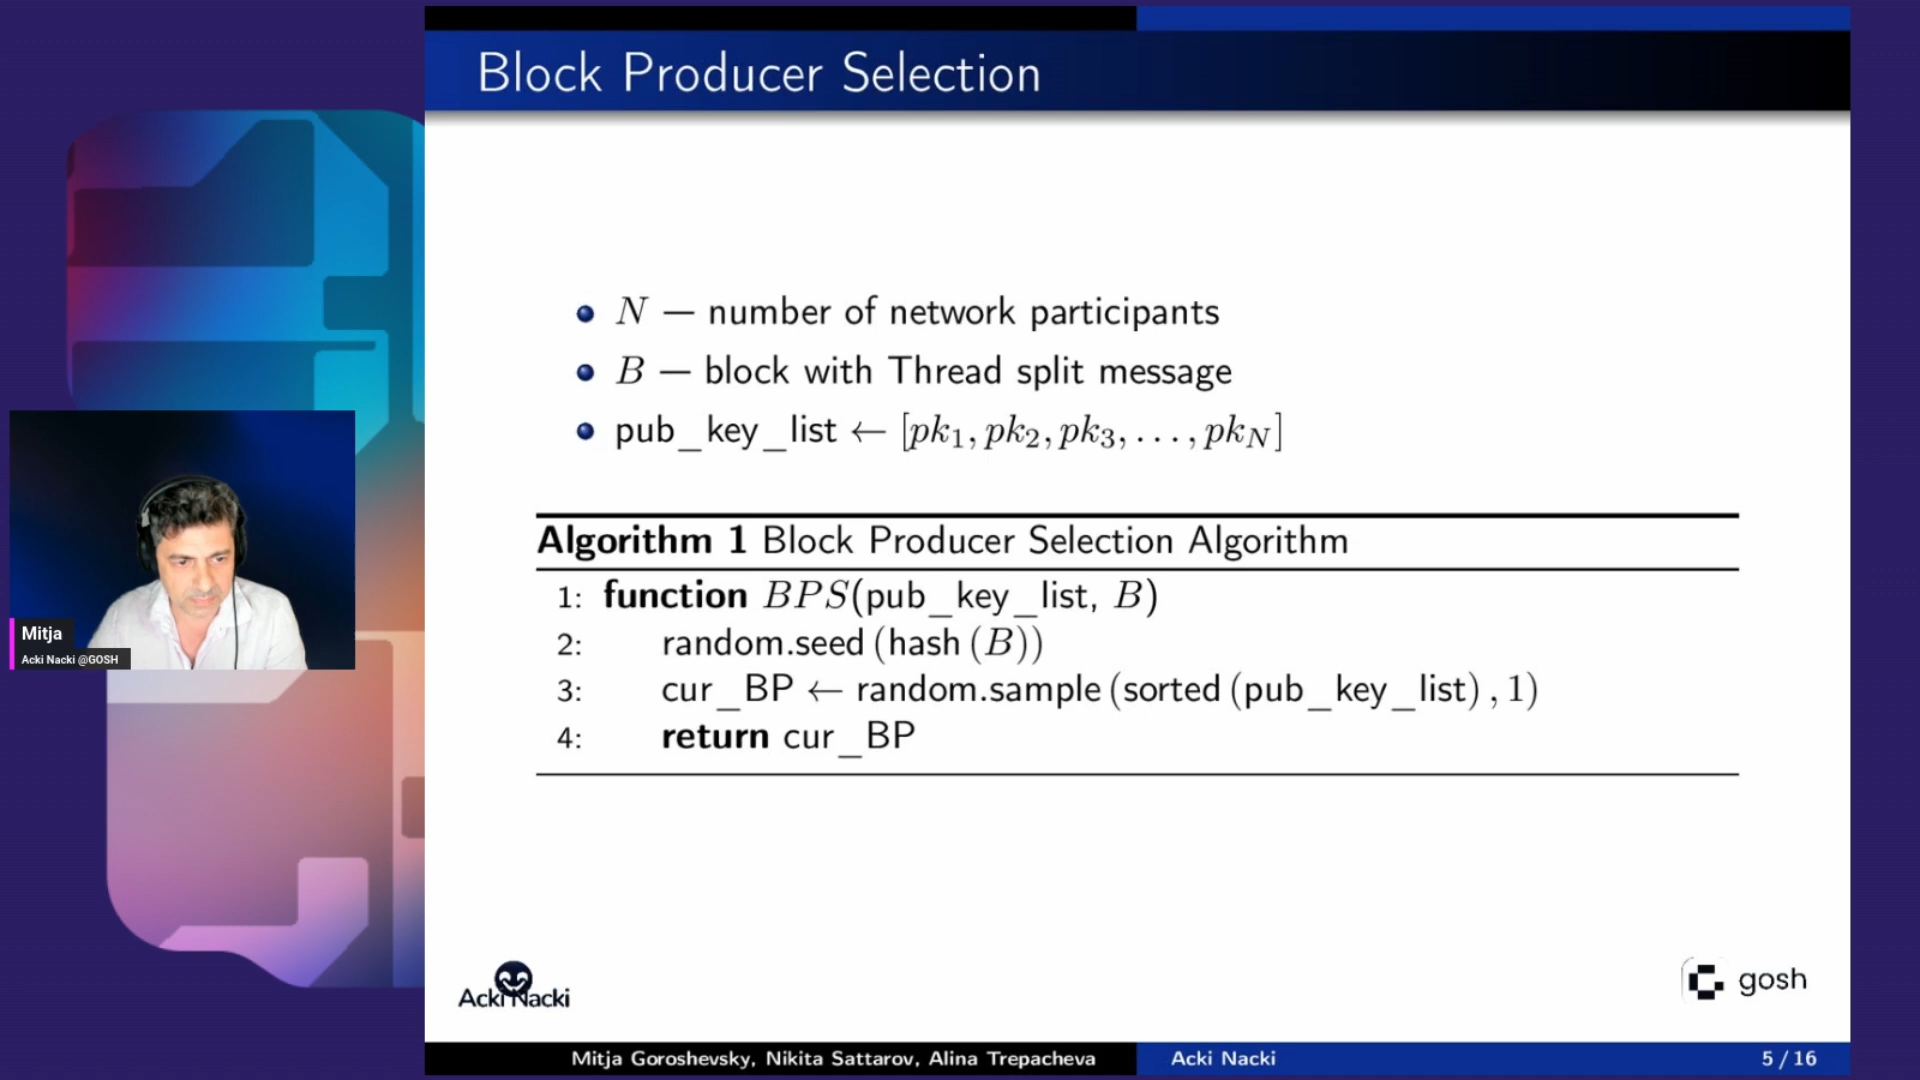 Block Producer Selection
N — number of network participants
B — block with Thread split message
pub_key_list ← [pk₁, pk₂, pk₃, . . . , pk_N]
Algorithm 1 Block Producer Selection Algorithm
1: function BPS(pub_key_list, B)
2: random.seed (hash (B))
3: cur_BP ← random.sample (sorted (pub_key_list) , 1)
4: return cur_BP
Mitja
Acki Nacki @GOSH
Acki Nacki
gosh
Mitja Goroshevsky, Nikita Sattarov, Alina Trepacheva
Acki Nacki
5 / 16